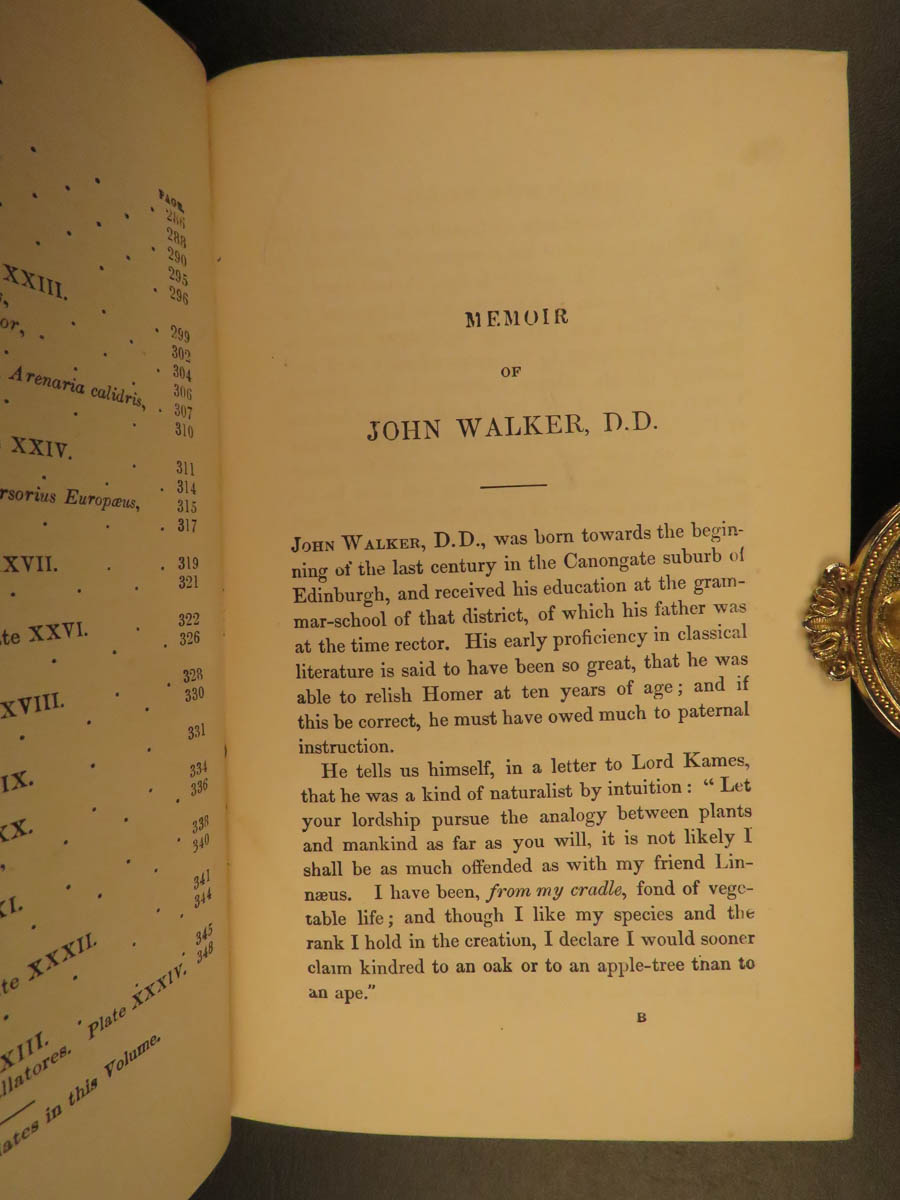 PAGE.
286
288
290
295
296
XXIII.
or,
299
302
304
Arenaria calidris,
306
307
310
XXIV.
311
314
rsorius Europæus,
315
317
XVII.
319
321
322
te XXVI.
326
328
XVIII.
330
331
IX.
334
336
XX.
338
340
XI.
341
344
te XXXII.
345
XIII.
348
llatores. Plate XXXIV.
lates in this Volume.
MEMOIR
OF
JOHN WALKER, D.D.
JOHN WALKER, D.D., was born towards the begin-
ning of the last century in the Canongate suburb of
Edinburgh, and received his education at the gram-
mar-school of that district, of which his father was
at the time rector. His early proficiency in classical
literature is said to have been so great, that he was
able to relish Homer at ten years of age; and if
this be correct, he must have owed much to paternal
instruction.
He tells us himself, in a letter to Lord Kames,
that he was a kind of naturalist by intuition: “ Let
your lordship pursue the analogy between plants
and mankind as far as you will, it is not likely I
shall be as much offended as with my friend Lin-
næus. I have been, from my cradle, fond of vege-
table life; and though I like my species and the
rank I hold in the creation, I declare I would sooner
claim kindred to an oak or to an apple-tree than to
an ape.”
B